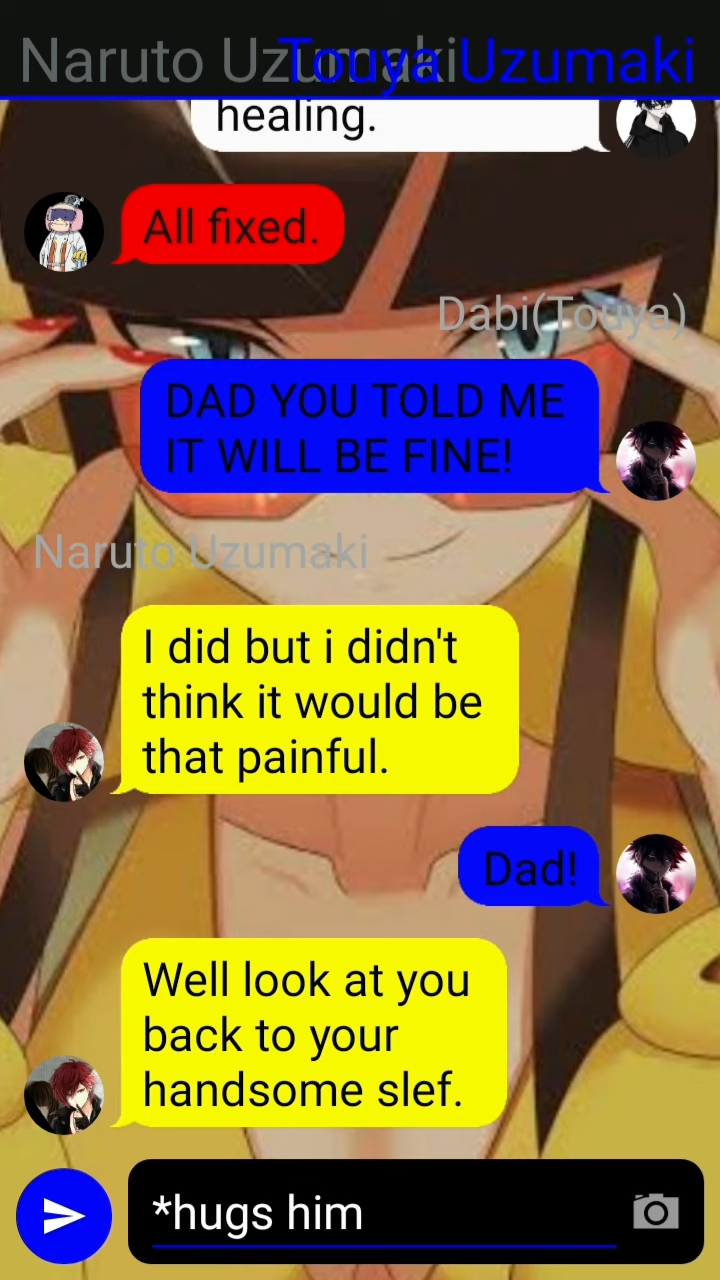 Naruto Uzumaki
Touya Uzumaki
healing.
All fixed.
Dabi(Touya)
DAD YOU TOLD ME
IT WILL BE FINE!
Naruto Uzumaki
I did but i didn't
think it would be
that painful.
Dad!
Well look at you
back to your
handsome slef.
*hugs him